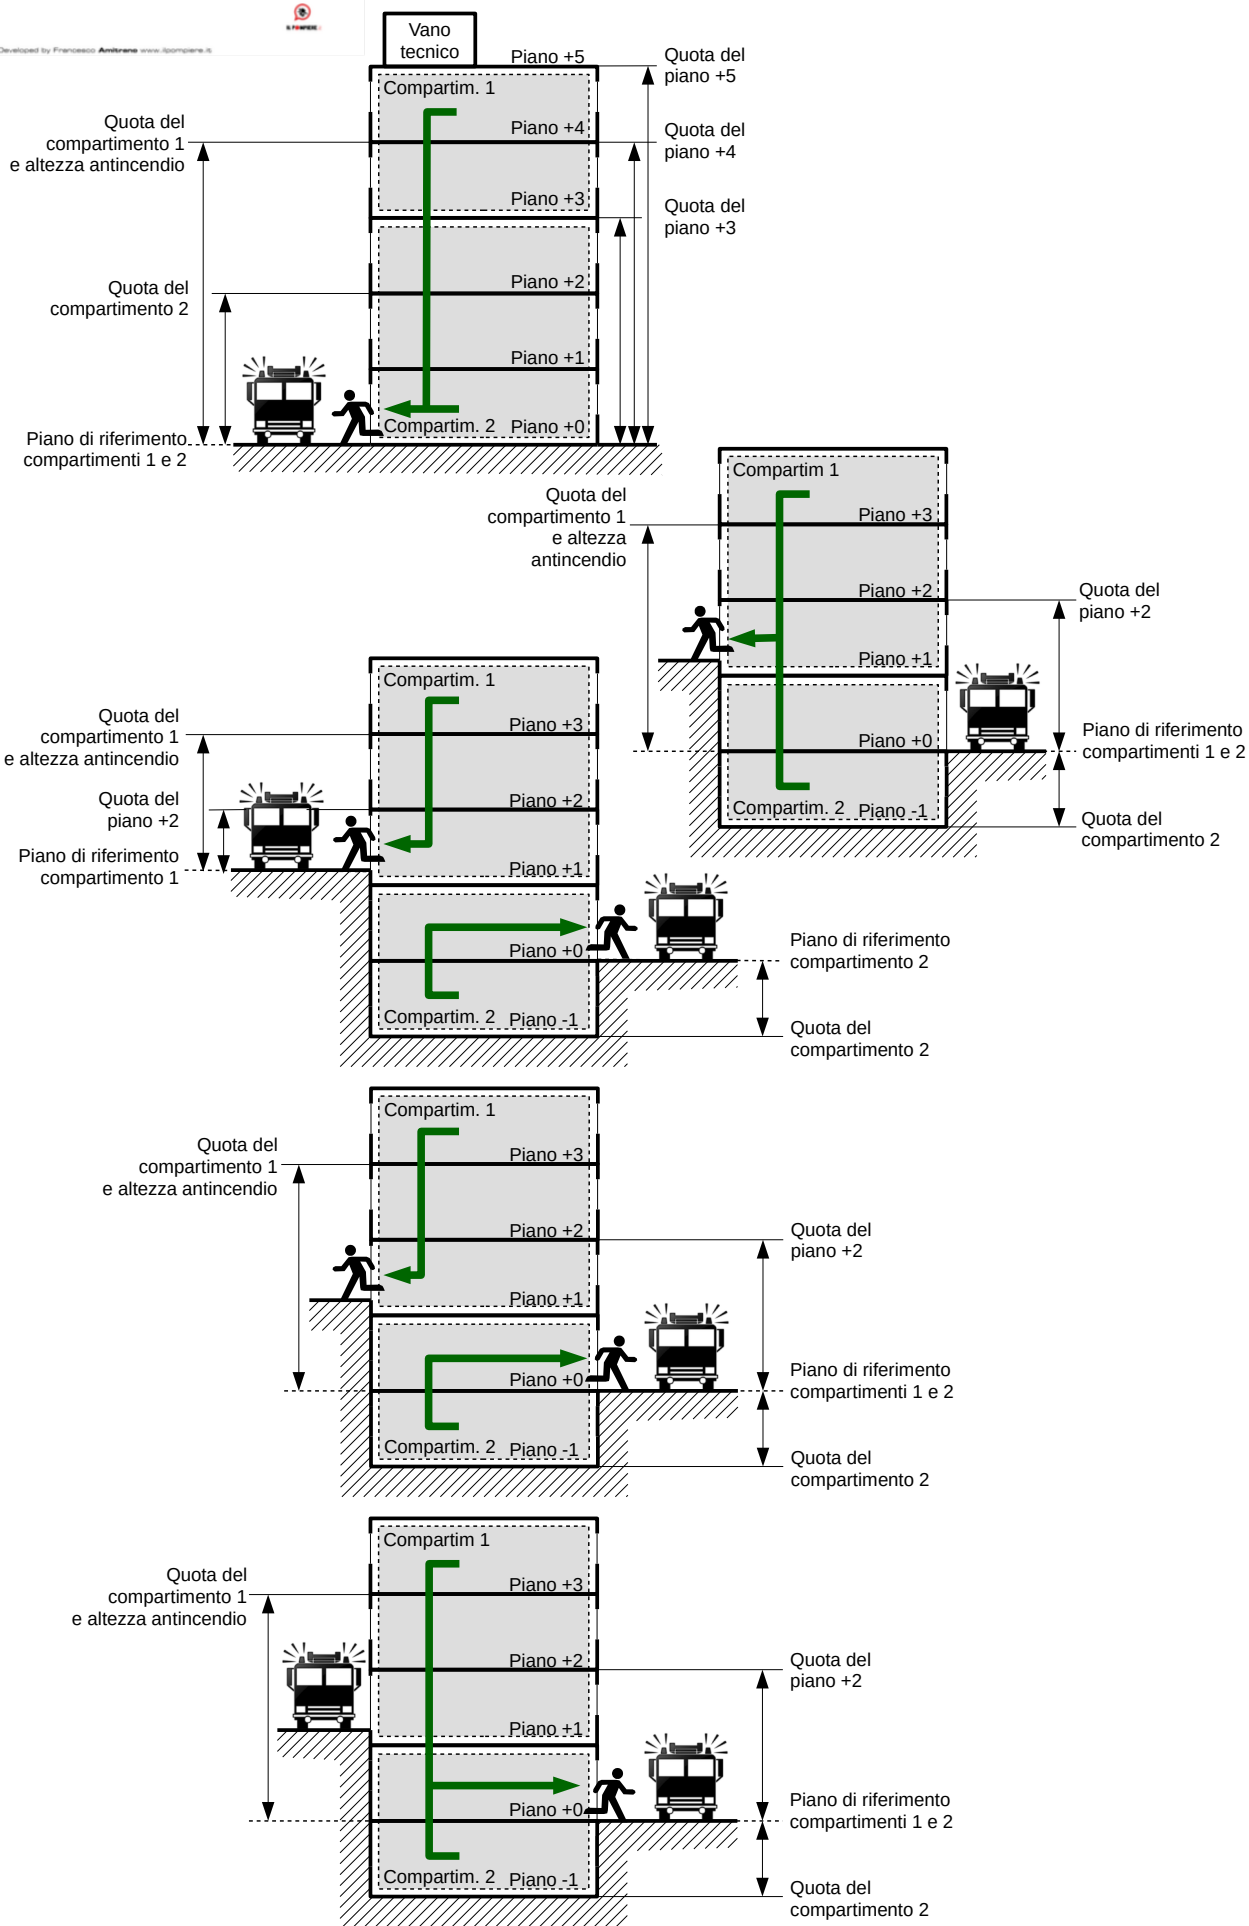 IL POMPIERE
Developed by Francesco Amitrano www.ilpompiere.it
Vano
tecnico
Piano +5
Quota del
piano +5
Compartim. 1
Quota del
compartimento 1
e altezza antincendio
Piano +4
Quota del
piano +4
Piano +3
Quota del
piano +3
Quota del
compartimento 2
Piano +2
Piano +1
Piano di riferimento
compartimenti 1 e 2
Compartim. 2 Piano +0
Compartim 1
Quota del
compartimento 1
e altezza
antincendio
Piano +3
Piano +2
Quota del
piano +2
Piano +1
Piano +0
Piano di riferimento
compartimenti 1 e 2
Compartim. 2 Piano -1
Quota del
compartimento 2
Compartim. 1
Quota del
compartimento 1
e altezza antincendio
Piano +3
Quota del
piano +2
Piano +2
Piano di riferimento
compartimento 1
Piano +1
Piano +0
Piano di riferimento
compartimento 2
Compartim. 2 Piano -1
Quota del
compartimento 2
Compartim. 1
Quota del
compartimento 1
e altezza antincendio
Piano +3
Piano +2
Quota del
piano +2
Piano +1
Piano +0
Piano di riferimento
compartimenti 1 e 2
Compartim. 2 Piano -1
Quota del
compartimento 2
Compartim 1
Quota del
compartimento 1
e altezza antincendio
Piano +3
Piano +2
Quota del
piano +2
Piano +1
Piano +0
Piano di riferimento
compartimenti 1 e 2
Compartim. 2 Piano -1
Quota del
compartimento 2